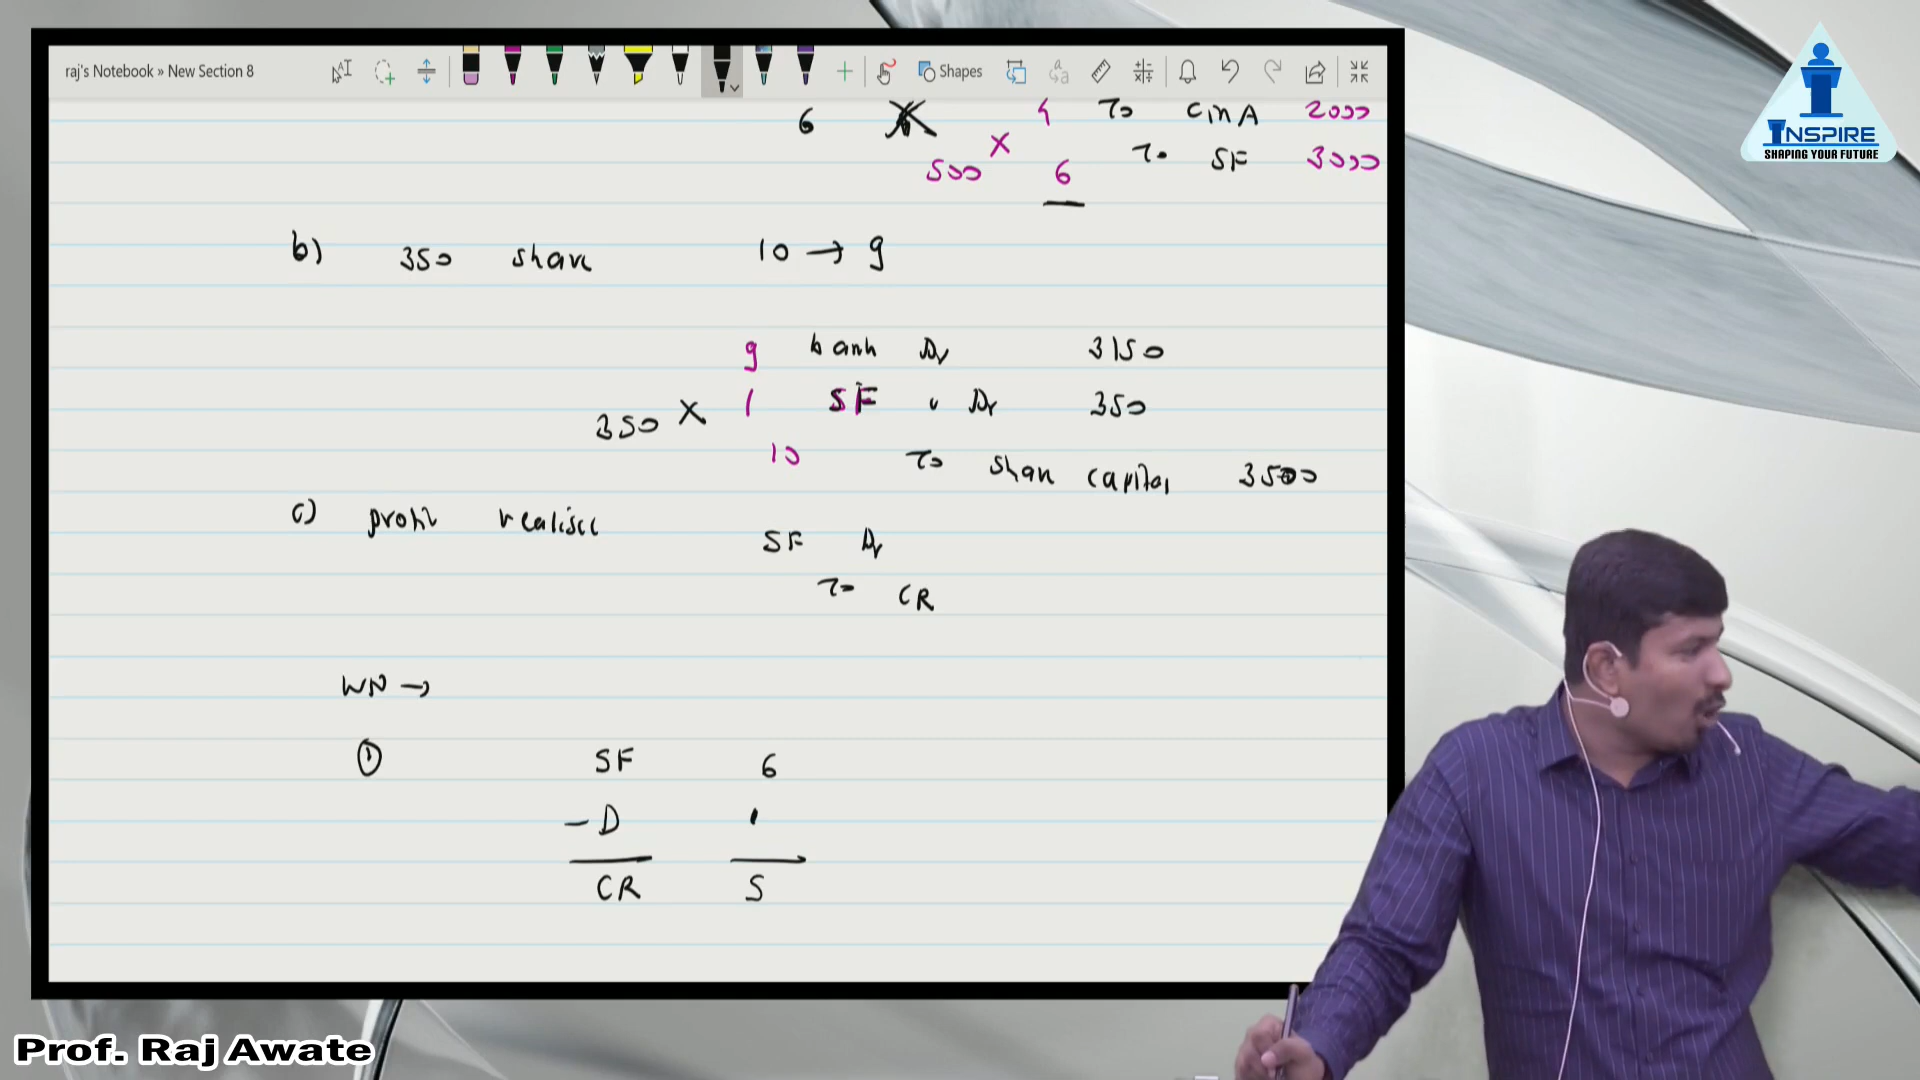 raj's Notebook » New Section 8
Shapes
6 4 To CinA 2000
500 X 6 To SF 3000
b) 350 share 10 → 9
9 bank Dr 3150
350 X 1 SF " Dr 350
10 To shar capital 3500
c) profit realised
SF Dr
To CR
WN →
① SF 6
– D 1
CR 5
INSPIRE
SHAPING YOUR FUTURE
Prof. Raj Awate